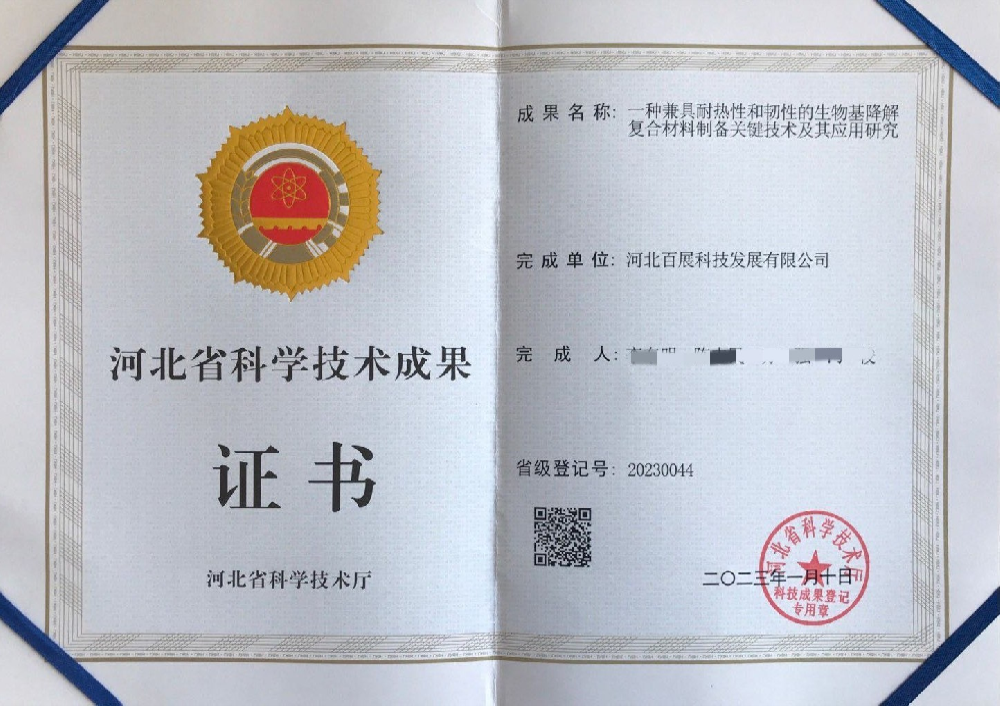 河北省科学技术成果
证书
河北省科学技术厅
成果名称：一种兼具耐热性和韧性的生物基降解
复合材料制备关键技术及其应用研究
完成单位：河北百展科技发展有限公司
完成人：
省级登记号：20230044
二〇二三年一月十日
河北省科学技术厅
科技成果登记
专用章